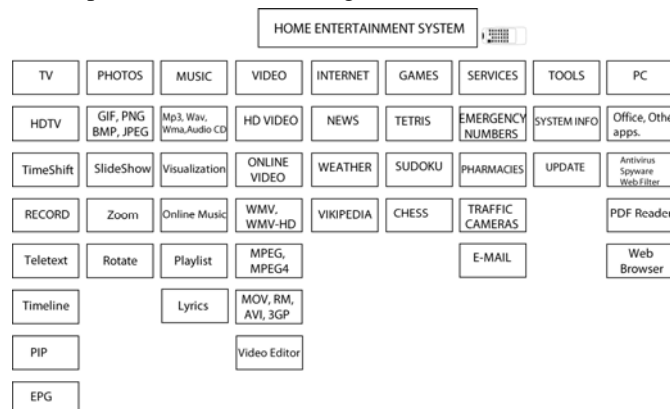 HOME ENTERTAINMENT SYSTEM
TV PHOTOS MUSIC VIDEO INTERNET GAMES SERVICES TOOLS PC
HDTV
GIF, PNG
BMP, JPEG
Mp3, Wav,
Wma,Audio CD
HD VIDEO
NEWS
TETRIS
EMERGENCY
NUMBERS
SYSTEM INFO
Office, Othe
apps.
TimeShift
SlideShow
Visualization
ONLINE
VIDEO
WEATHER
SUDOKU
PHARMACIES
UPDATE
Antivirus
Spyware
Web Filter
RECORD
Zoom
Online Music
WMV,
WMV-HD
VIKIPEDIA
CHESS
TRAFFIC
CAMERAS
PDF Reader
Teletext
Rotate
Playlist
MPEG,
MPEG4
E-MAIL
Web
Browser
Timeline
Lyrics
MOV, RM,
AVI, 3GP
PIP
Video Editor
EPG